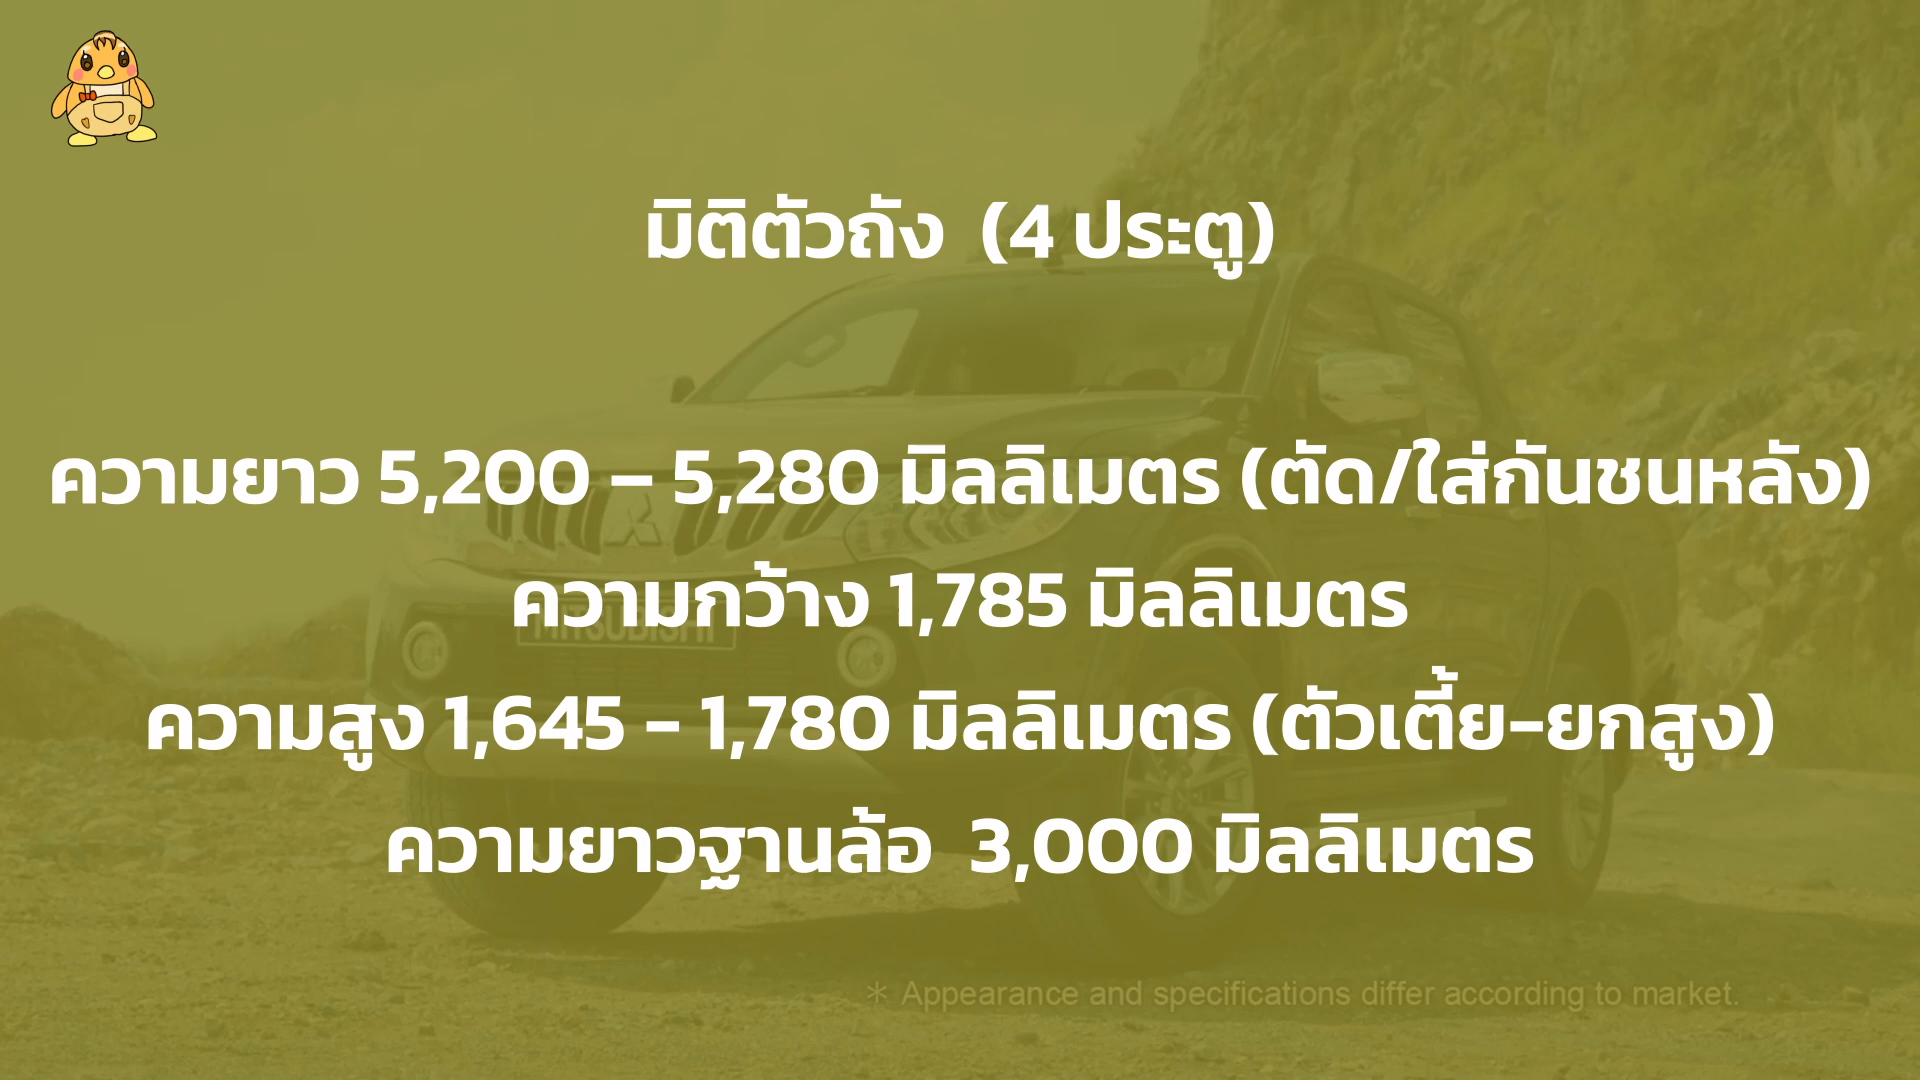 มิติตัวถัง (4 ประตู)
ความยาว 5,200 – 5,280 มิลลิเมตร (ตัด/ใส่กันชนหลัง)
ความกว้าง 1,785 มิลลิเมตร
MITSUBISHI
ความสูง 1,645 - 1,780 มิลลิเมตร (ตัวเตี้ย-ยกสูง)
ความยาวฐานล้อ 3,000 มิลลิเมตร
* Appearance and specifications differ according to market.